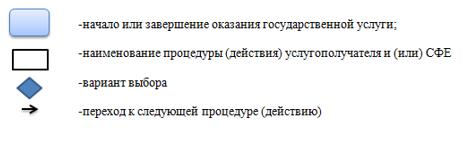 -начало или завершение оказания государственной услуги;
-наименование процедуры (действия) услугополучателя и (или) СФЕ
-вариант выбора
-переход к следующей процедуре (действию)